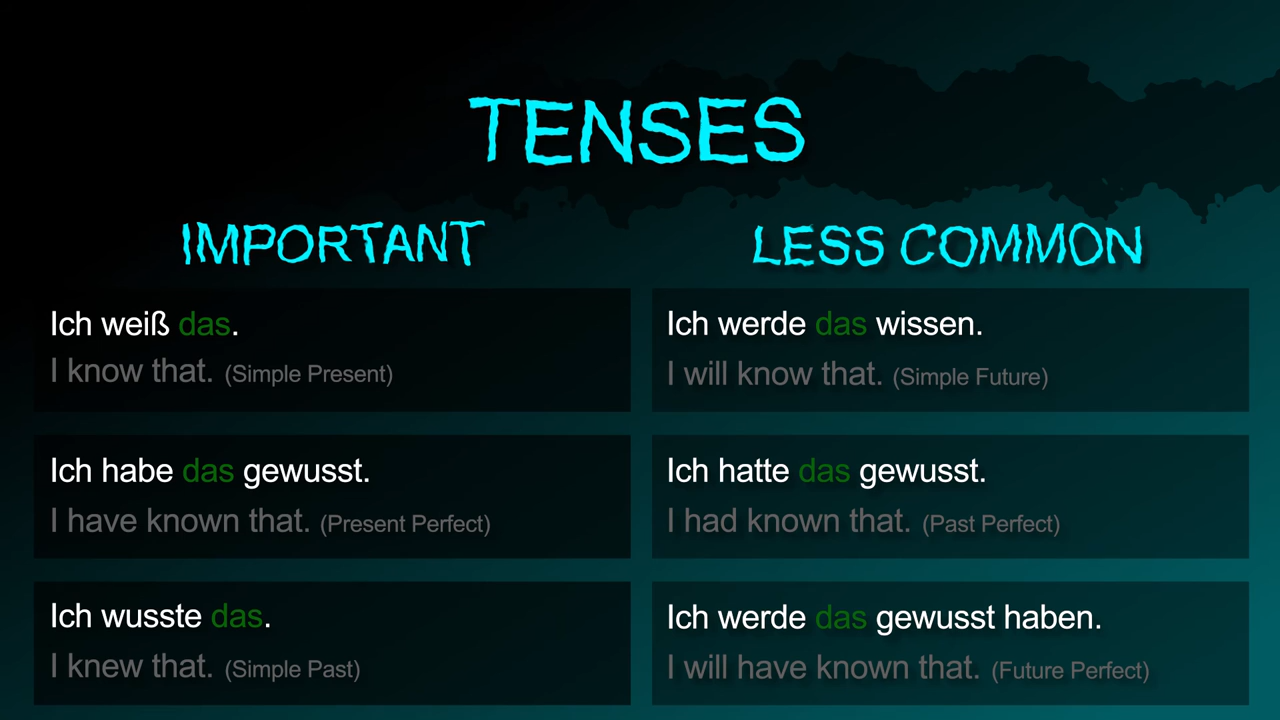 TENSES
IMPORTANT
Ich weiß das.
I know that. (Simple Present)
Ich habe das gewusst.
I have known that. (Present Perfect)
Ich wusste das.
I knew that. (Simple Past)
LESS COMMON
Ich werde das wissen.
I will know that. (Simple Future)
Ich hatte das gewusst.
I had known that. (Past Perfect)
Ich werde das gewusst haben.
I will have known that. (Future Perfect)